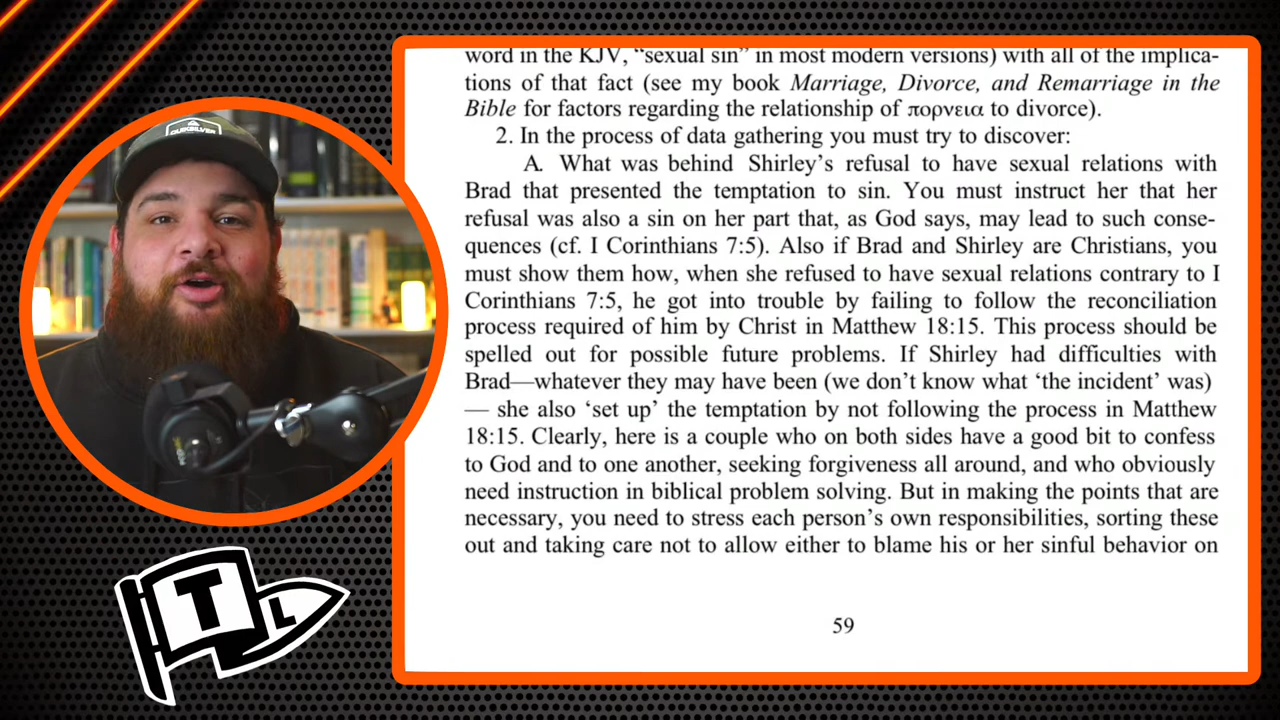 QUIKSILVER
T
L
word in the KJV, “sexual sin” in most modern versions) with all of the implica-
tions of that fact (see my book Marriage, Divorce, and Remarriage in the
Bible for factors regarding the relationship of πορνεια to divorce).
2. In the process of data gathering you must try to discover:
A. What was behind Shirley’s refusal to have sexual relations with
Brad that presented the temptation to sin. You must instruct her that her
refusal was also a sin on her part that, as God says, may lead to such conse-
quences (cf. I Corinthians 7:5). Also if Brad and Shirley are Christians, you
must show them how, when she refused to have sexual relations contrary to I
Corinthians 7:5, he got into trouble by failing to follow the reconciliation
process required of him by Christ in Matthew 18:15. This process should be
spelled out for possible future problems. If Shirley had difficulties with
Brad—whatever they may have been (we don’t know what ‘the incident’ was)
— she also ‘set up’ the temptation by not following the process in Matthew
18:15. Clearly, here is a couple who on both sides have a good bit to confess
to God and to one another, seeking forgiveness all around, and who obviously
need instruction in biblical problem solving. But in making the points that are
necessary, you need to stress each person’s own responsibilities, sorting these
out and taking care not to allow either to blame his or her sinful behavior on
59